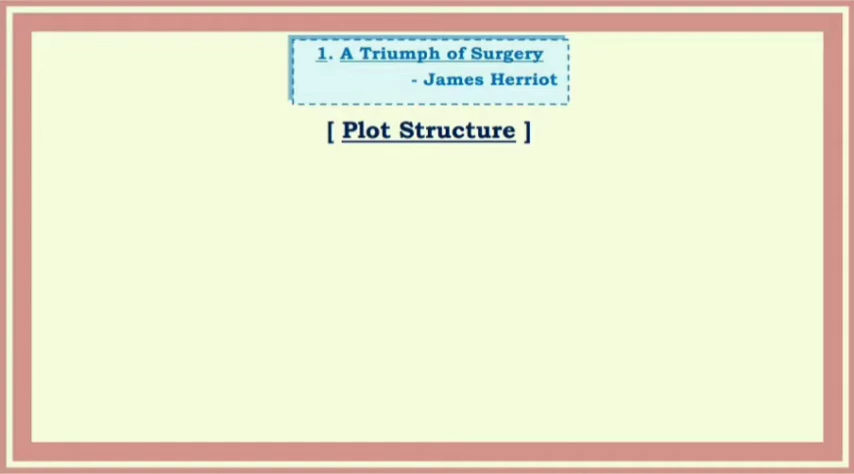 1. A Triumph of Surgery
- James Herriot
[ Plot Structure ]